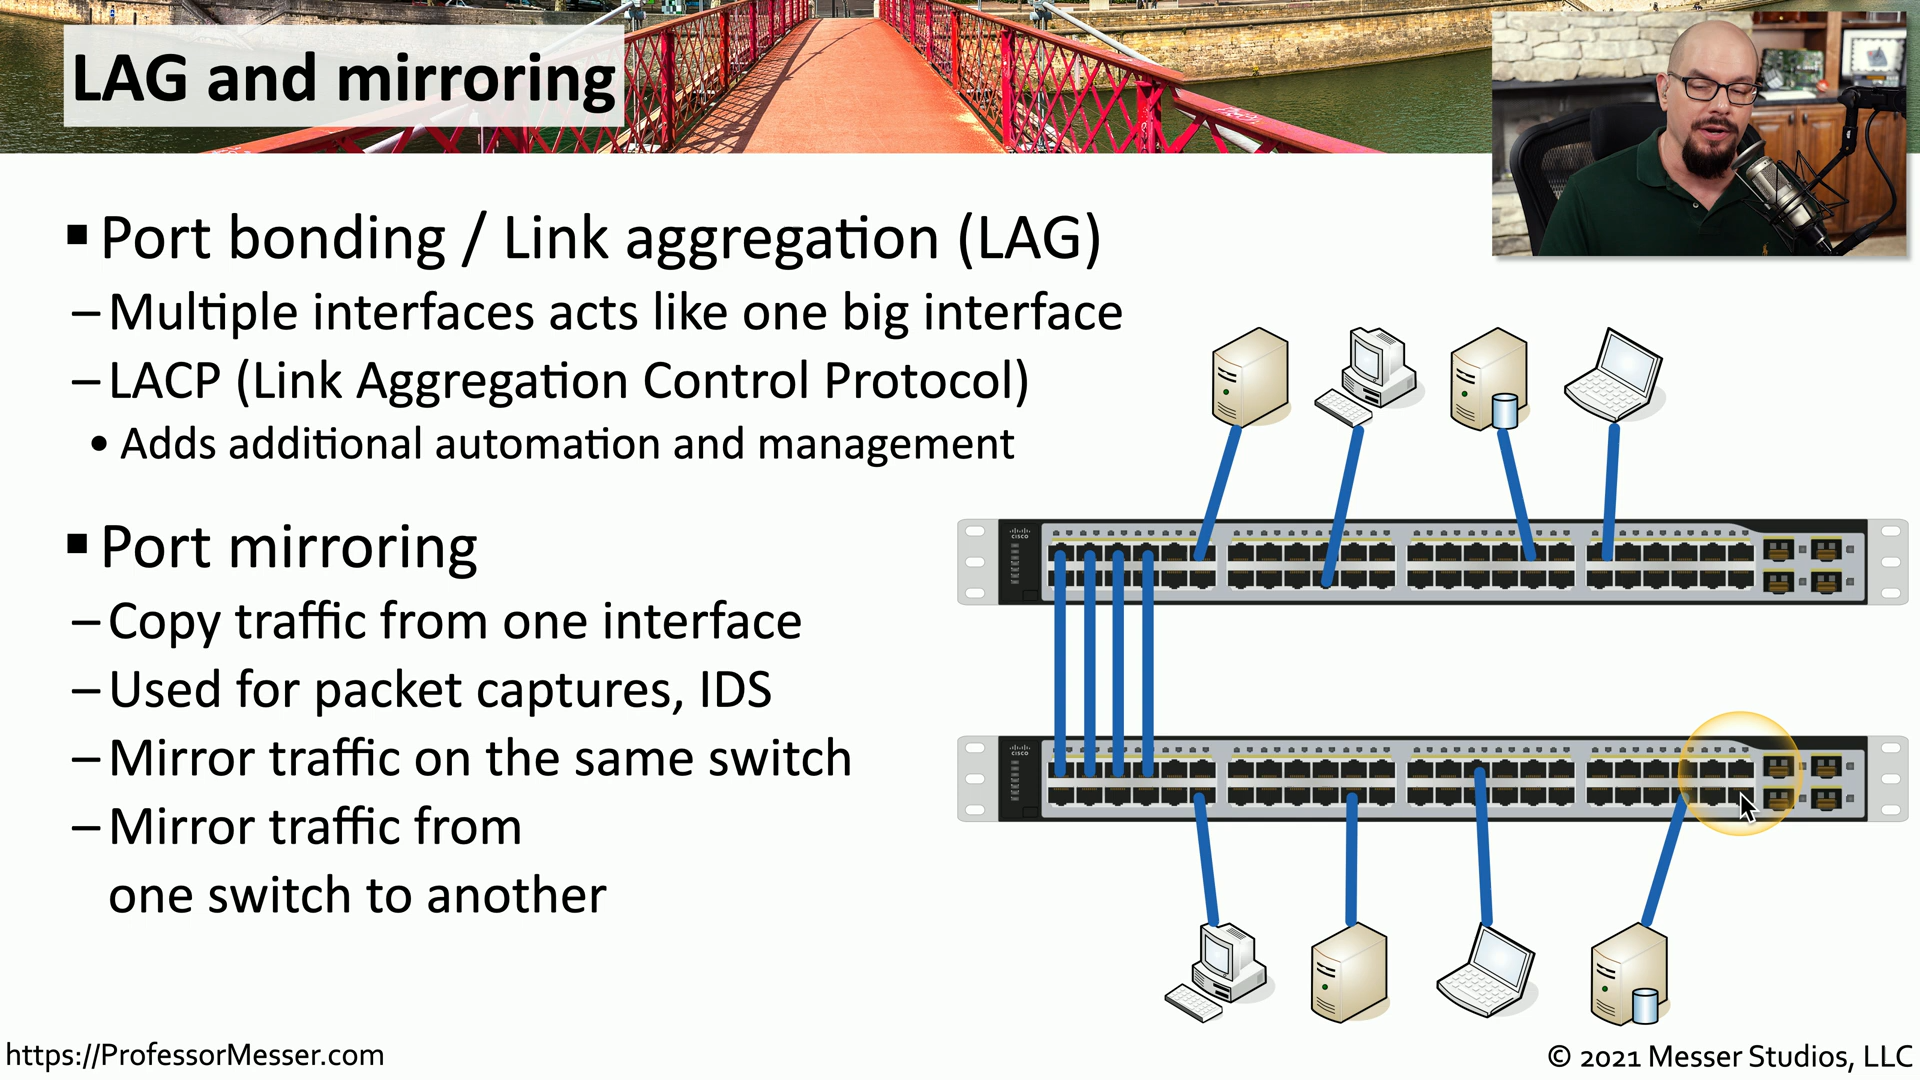 LAG and mirroring
▪ Port bonding / Link aggregation (LAG)
– Multiple interfaces acts like one big interface
– LACP (Link Aggregation Control Protocol)
• Adds additional automation and management
▪ Port mirroring
– Copy traffic from one interface
– Used for packet captures, IDS
– Mirror traffic on the same switch
– Mirror traffic from
one switch to another
CISCO
CISCO
https://ProfessorMesser.com
© 2021 Messer Studios, LLC